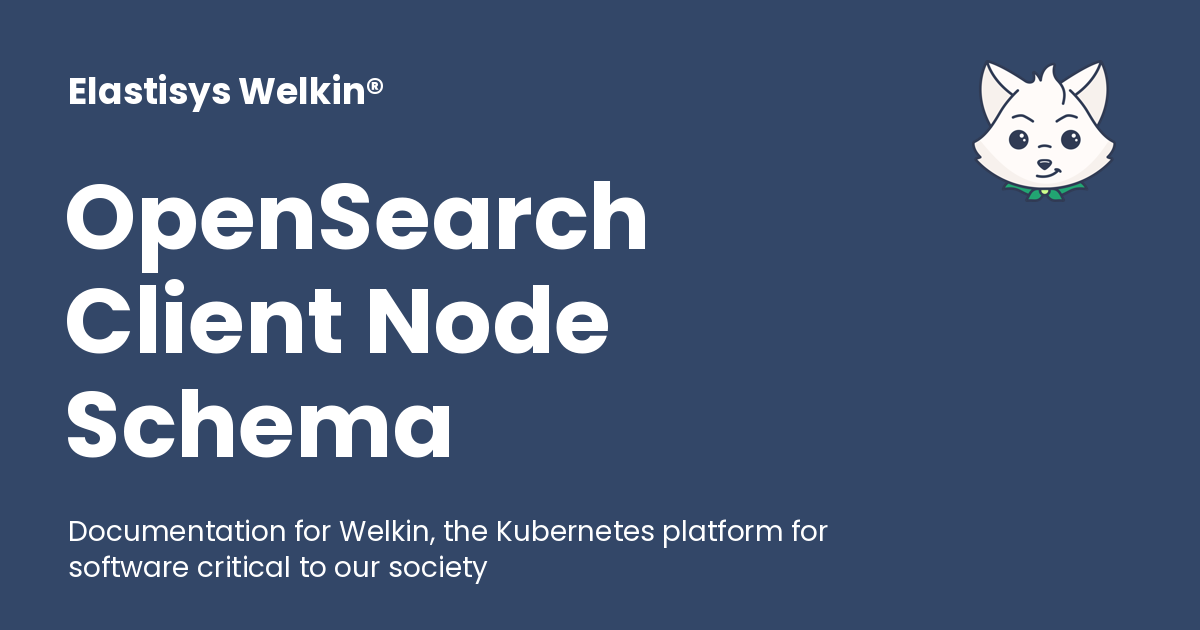 Elastisys Welkin®
OpenSearch
Client Node
Schema
Documentation for Welkin, the Kubernetes platform for
software critical to our society